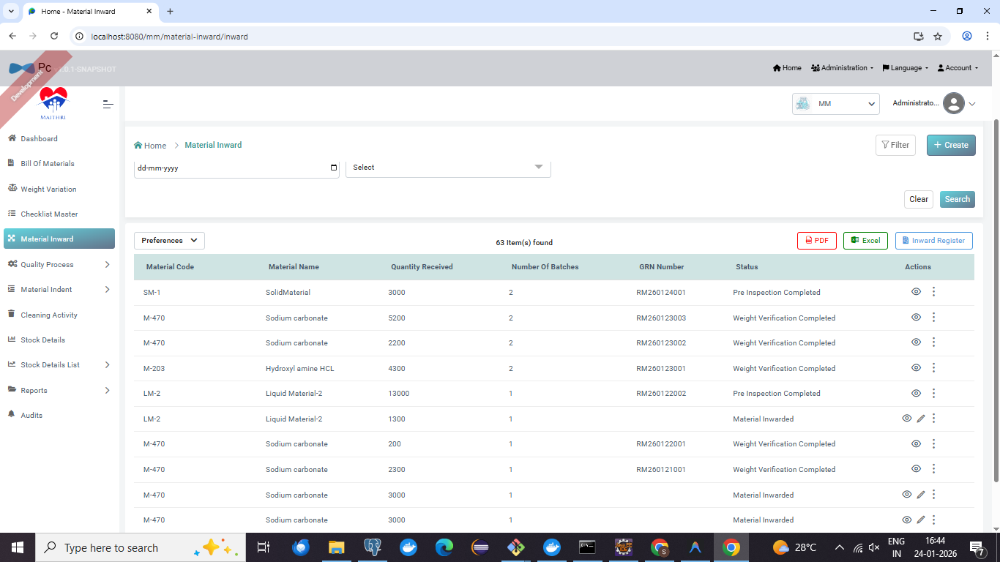 Home - Material Inward
localhost:8080/mm/material-inward/inward
Pc
v1.0.1-SNAPSHOT
Development
Home
Administration
Language
Account
MAITHRI
MM
Administrato...
Dashboard
Bill Of Materials
Weight Variation
Checklist Master
Material Inward
Quality Process
Material Indent
Cleaning Activity
Stock Details
Stock Details List
Reports
Audits
Home > Material Inward
Filter
+ Create
dd-mm-yyyy
Select
Clear
Search
Preferences
63 Item(s) found
PDF
Excel
Inward Register
Material Code Material Name Quantity Received Number Of Batches GRN Number Status Actions
SM-1 SolidMaterial 3000 2 RM260124001 Pre Inspection Completed
M-470 Sodium carbonate 5200 2 RM260123003 Weight Verification Completed
M-470 Sodium carbonate 2200 2 RM260123002 Weight Verification Completed
M-203 Hydroxyl amine HCL 4300 2 RM260123001 Weight Verification Completed
LM-2 Liquid Material-2 13000 1 RM260122002 Pre Inspection Completed
LM-2 Liquid Material-2 1300 1 Material Inwarded
M-470 Sodium carbonate 200 1 RM260122001 Weight Verification Completed
M-470 Sodium carbonate 2300 1 RM260121001 Weight Verification Completed
M-470 Sodium carbonate 3000 1 Material Inwarded
M-470 Sodium carbonate 3000 1 Material Inwarded
Type here to search
28°C
ENG
IN
16:44
24-01-2026
7